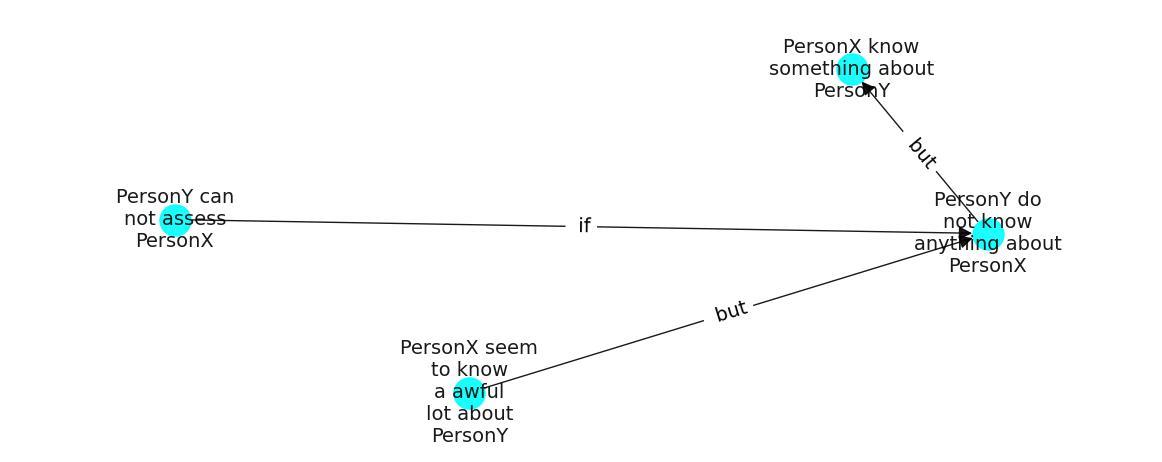 PersonX know
something about
PersonY
but
PersonY can
not assess
PersonX
if
PersonY do
not know
anything about
PersonX
but
PersonX seem
to know
a awful
lot about
PersonY